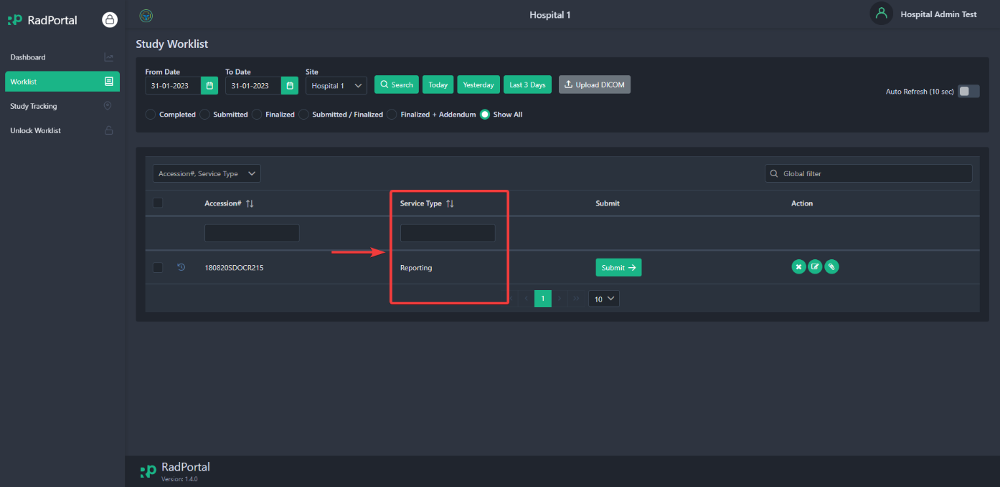 RadPortal
Hospital 1
Hospital Admin Test
Dashboard
Worklist
Study Tracking
Unlock Worklist
Study Worklist
From Date
To Date
Site
31-01-2023
31-01-2023
Hospital 1
Search
Today
Yesterday
Last 3 Days
Upload DICOM
Auto Refresh (10 sec)
Completed
Submitted
Finalized
Submitted / Finalized
Finalized + Addendum
Show All
Accession#, Service Type
Global filter
Accession#
Service Type
Submit
Action
180820SDOCR215
Reporting
Submit
1
10
RadPortal
Version: 1.4.0